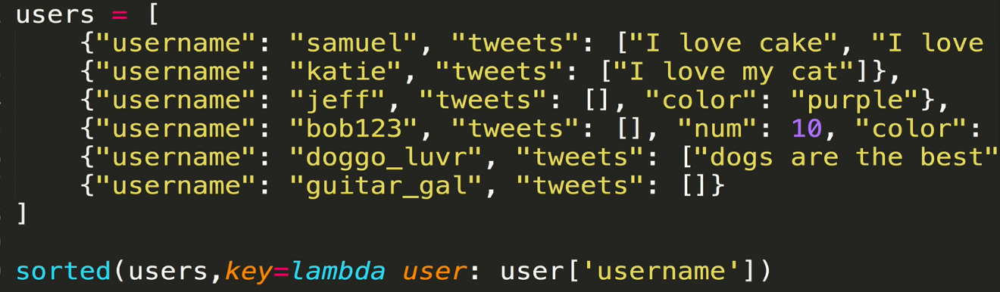 users = [
{"username": "samuel", "tweets": ["I love cake", "I love
{"username": "katie", "tweets": ["I love my cat"]},
{"username": "jeff", "tweets": [], "color": "purple"},
{"username": "bob123", "tweets": [], "num": 10, "color":
{"username": "doggo_luvr", "tweets": ["dogs are the best"
{"username": "guitar_gal", "tweets": []}
]
sorted(users,key=lambda user: user['username'])